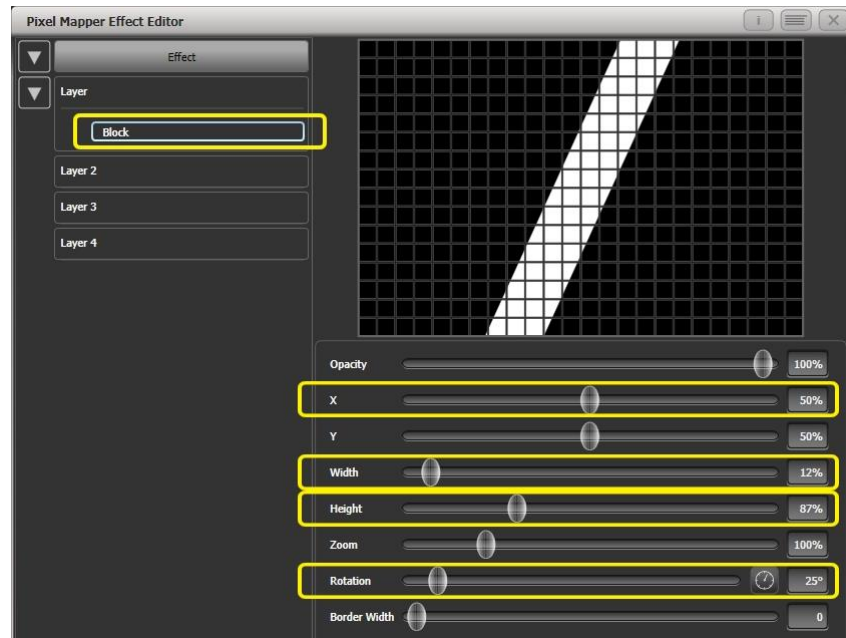 Pixel Mapper Effect Editor
i
Effect
Layer
Block
Layer 2
Layer 3
Layer 4
Opacity 100%
X 50%
Y 50%
Width 12%
Height 87%
Zoom 100%
Rotation 25°
Border Width 0